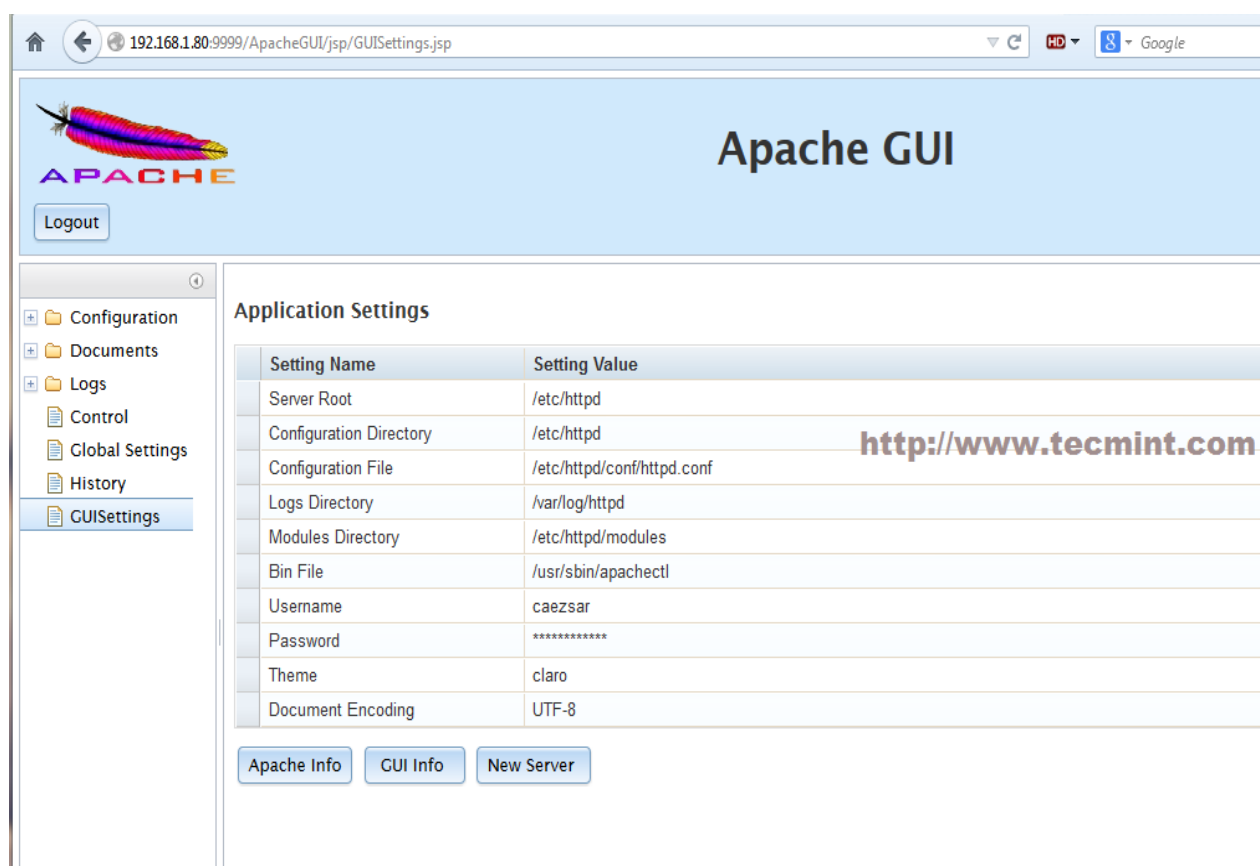 192.168.1.80:9999/ApacheGUI/jsp/GUISettings.jsp
HD
8 Google
APACHE
Apache GUI
Logout
Configuration
Documents
Logs
Control
Global Settings
History
GUISettings
Application Settings
Setting Name Setting Value
Server Root /etc/httpd
Configuration Directory /etc/httpd
http://www.tecmint.com
Configuration File /etc/httpd/conf/httpd.conf
Logs Directory /var/log/httpd
Modules Directory /etc/httpd/modules
Bin File /usr/sbin/apachectl
Username caezsar
Password ************
Theme claro
Document Encoding UTF-8
Apache Info GUI Info New Server